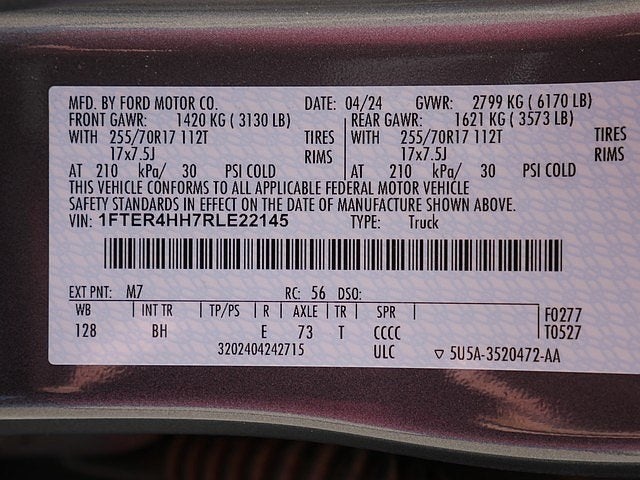 MFD. BY FORD MOTOR CO. DATE: 04/24 GVWR: 2799 KG ( 6170 LB)
FRONT GAWR: 1420 KG ( 3130 LB) REAR GAWR: 1621 KG ( 3573 LB)
WITH 255/70R17 112T TIRES WITH 255/70R17 112T TIRES
17x7.5J RIMS 17x7.5J RIMS
AT 210 kPa/ 30 PSI COLD AT 210 kPa/ 30 PSI COLD
THIS VEHICLE CONFORMS TO ALL APPLICABLE FEDERAL MOTOR VEHICLE
SAFETY STANDARDS IN EFFECT ON THE DATE OF MANUFACTURE SHOWN ABOVE.
VIN: 1FTER4HH7RLE22145 TYPE: Truck
EXT PNT: M7 RC: 56 DSO:
WB INT TR TP/PS R AXLE TR SPR F0277
128 BH E 73 T CCCC T0527
3202404242715 ULC ▽ 5U5A-3520472-AA